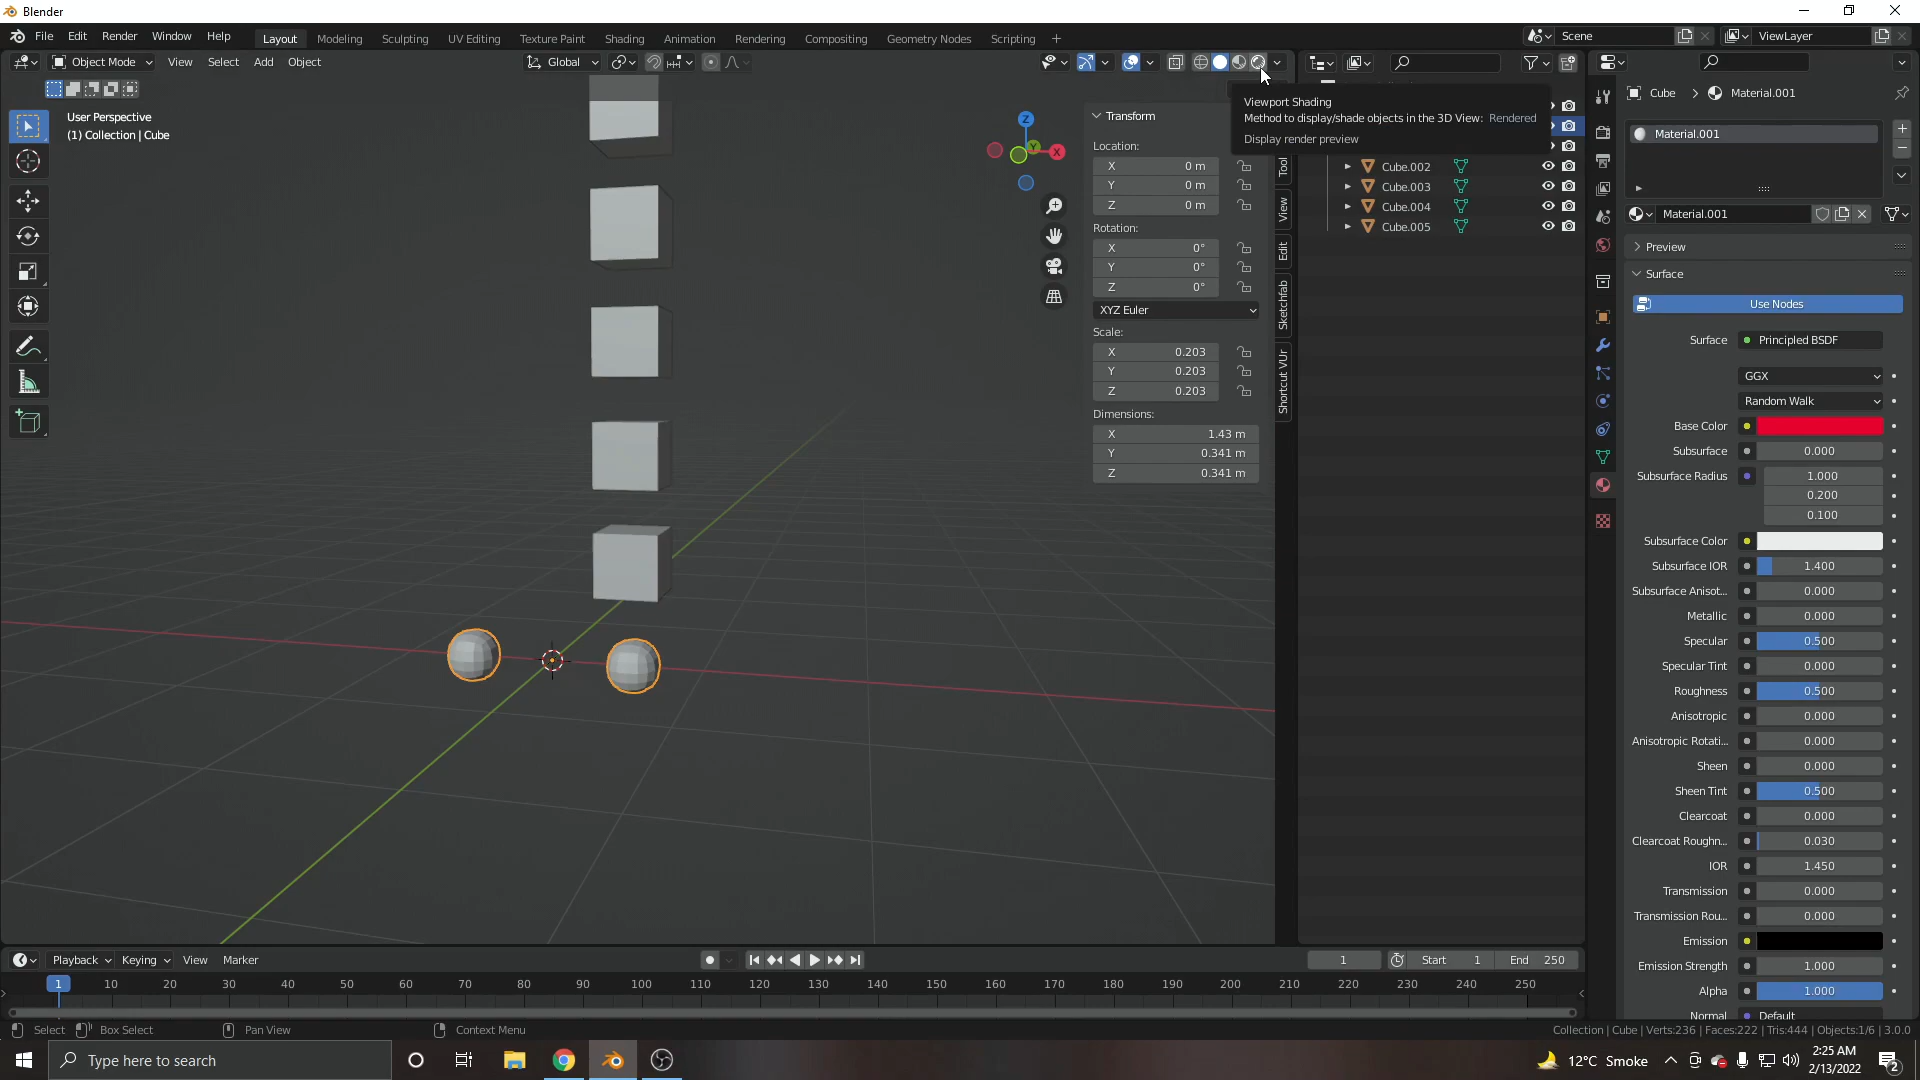 Blender
File Edit Render Window Help
Layout Modeling Sculpting UV Editing Texture Paint Shading Animation Rendering Compositing Geometry Nodes Scripting +
Scene
ViewLayer
Object Mode View Select Add Object
Global
User Perspective
(1) Collection | Cube
Z
Y
X
Transform
Location:
X 0 m
Y 0 m
Z 0 m
Rotation:
X 0°
Y 0°
Z 0°
XYZ Euler
Scale:
X 0.203
Y 0.203
Z 0.203
Dimensions:
X 1.43 m
Y 0.341 m
Z 0.341 m
Tool
View
Edit
Sketchfab
Shortcut VUr
Viewport Shading
Method to display/shade objects in the 3D View: Rendered
Display render preview
Cube.002
Cube.003
Cube.004
Cube.005
Cube Material.001
Material.001
Material.001
Preview
Surface
Use Nodes
Surface Principled BSDF
GGX
Random Walk
Base Color
Subsurface 0.000
Subsurface Radius 1.000
0.200
0.100
Subsurface Color
Subsurface IOR 1.400
Subsurface Anisot... 0.000
Metallic 0.000
Specular 0.500
Specular Tint 0.000
Roughness 0.500
Anisotropic 0.000
Anisotropic Rotati... 0.000
Sheen 0.000
Sheen Tint 0.500
Clearcoat 0.000
Clearcoat Roughn... 0.030
IOR 1.450
Transmission 0.000
Transmission Rou... 0.000
Emission
Emission Strength 1.000
Alpha 1.000
Normal Default
Playback Keying View Marker
1 Start 1 End 250
1 10 20 30 40 50 60 70 80 90 100 110 120 130 140 150 160 170 180 190 200 210 220 230 240 250
Select Box Select Pan View Context Menu
Collection | Cube | Verts:236 | Faces:222 | Tris:444 | Objects:1/6 | 3.0.0
Type here to search
12°C Smoke
2:25 AM
2/13/2022
2